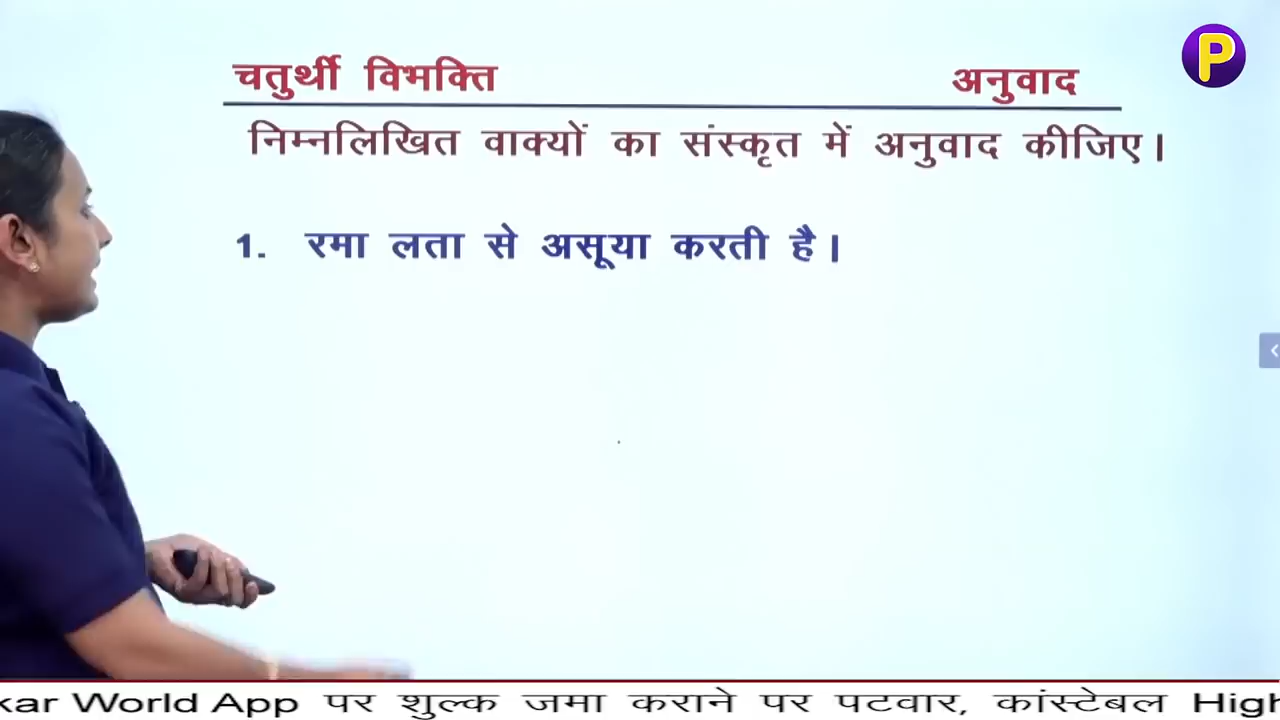 P
चतुर्थी विभक्ति अनुवाद
निम्नलिखित वाक्यों का संस्कृत में अनुवाद कीजिए।
1. रमा लता से असूया करती है।
kar World App पर शुल्क जमा कराने पर पटवार, कांस्टेबल High